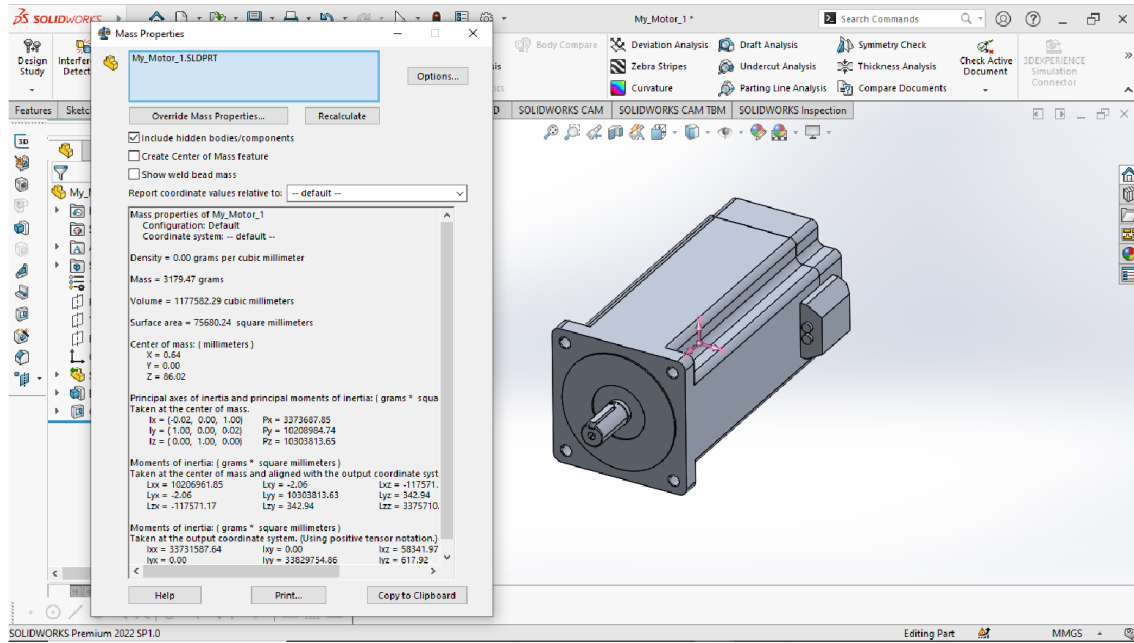 SOLIDWORKS
My_Motor_1 *
Search Commands
Design Study
Body Compare
Deviation Analysis
Draft Analysis
Symmetry Check
Zebra Stripes
Undercut Analysis
Thickness Analysis
Curvature
Parting Line Analysis
Compare Documents
Check Active Document
3DEXPERIENCE Simulation Connector
Features
SOLIDWORKS CAM
SOLIDWORKS CAM TBM
SOLIDWORKS Inspection
Mass Properties
My_Motor_1.SLDPRT
Options...
Override Mass Properties...
Recalculate
Include hidden bodies/components
Create Center of Mass feature
Show weld bead mass
Report coordinate values relative to: -- default --
Mass properties of My_Motor_1
Configuration: Default
Coordinate system: -- default --
Density = 0.00 grams per cubic millimeter
Mass = 3179.47 grams
Volume = 1177582.29 cubic millimeters
Surface area = 75680.24 square millimeters
Center of mass: ( millimeters )
X = 0.64
Y = 0.00
Z = 86.02
Principal axes of inertia and principal moments of inertia: ( grams * squa
Taken at the center of mass.
Ix = (-0.02, 0.00, 1.00) Px = 3373687.85
Iy = ( 1.00, 0.00, 0.02) Py = 10208984.74
Iz = ( 0.00, 1.00, 0.00) Pz = 10303813.65
Moments of inertia: ( grams * square millimeters )
Taken at the center of mass and aligned with the output coordinate syst
Lxx = 10206961.85 Lxy = -2.06 Lxz = -117571.
Lyx = -2.06 Lyy = 10303813.63 Lyz = 342.94
Lzx = -117571.17 Lzy = 342.94 Lzz = 3375710.
Moments of inertia: ( grams * square millimeters )
Taken at the output coordinate system. (Using positive tensor notation.)
Ixx = 33731587.64 Ixy = 0.00 Ixz = 58341.97
Iyx = 0.00 Iyy = 33829754.86 Iyz = 617.92
Help
Print...
Copy to Clipboard
SOLIDWORKS Premium 2022 SP1.0
Editing Part
MMGS